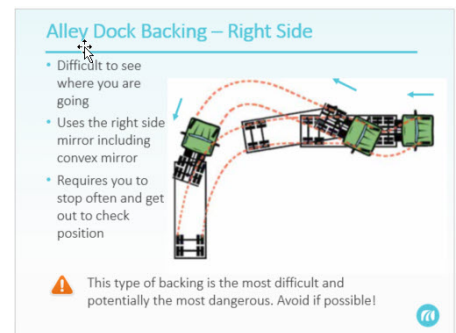 Alley Dock Backing – Right Side
• Difficult to see
where you are
going
• Uses the right side
mirror including
convex mirror
• Requires you to
stop often and get
out to check
position
This type of backing is the most difficult and
potentially the most dangerous. Avoid if possible!